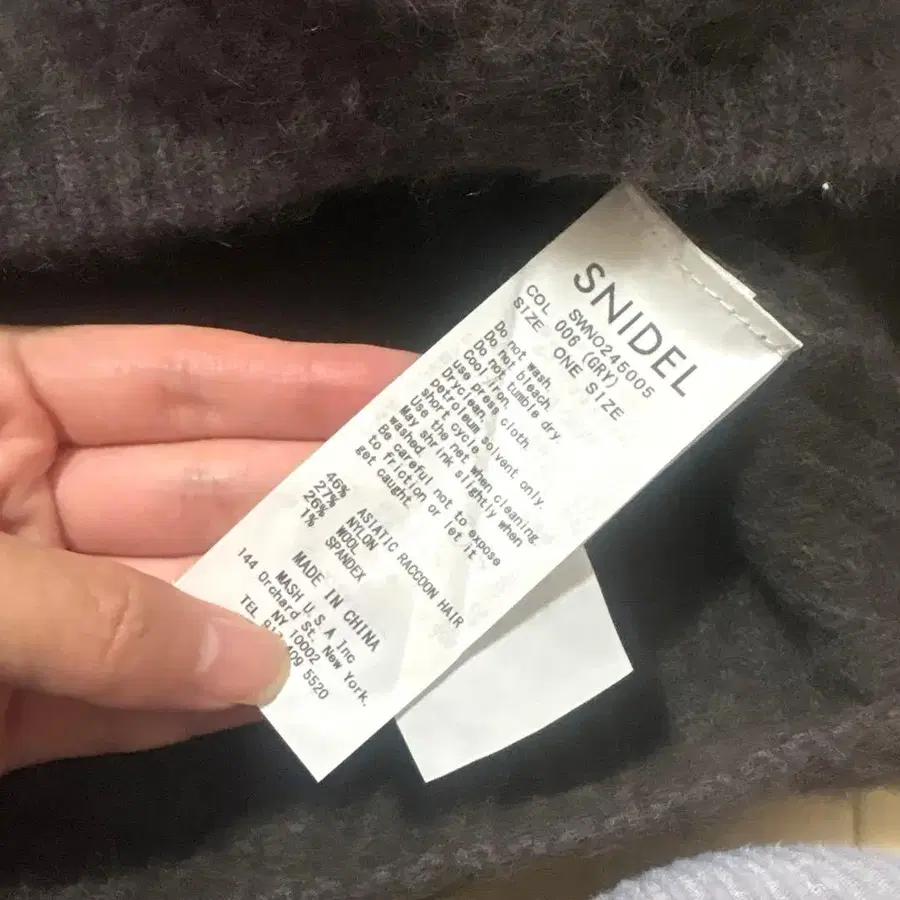 SNIDEL
SWNO245005
COL 006 (GRY)
SIZE ONE SIZE
Do not wash.
Do not bleach.
Do not tumble dry.
Cool iron.
use press cloth.
Dryclean,
petroleum solvent only.
short cycle.
Use the net when cleaning.
May shrink slightly when
washed.
Be careful not to expose
to friction or let it
get caught.
46% ASIATIC RACCOON HAIR
27% NYLON
26% WOOL
1% SPANDEX
MADE IN CHINA
MASH U.S.A Inc
144 Orchard St. New York.
NY 10002
TEL 409 5520